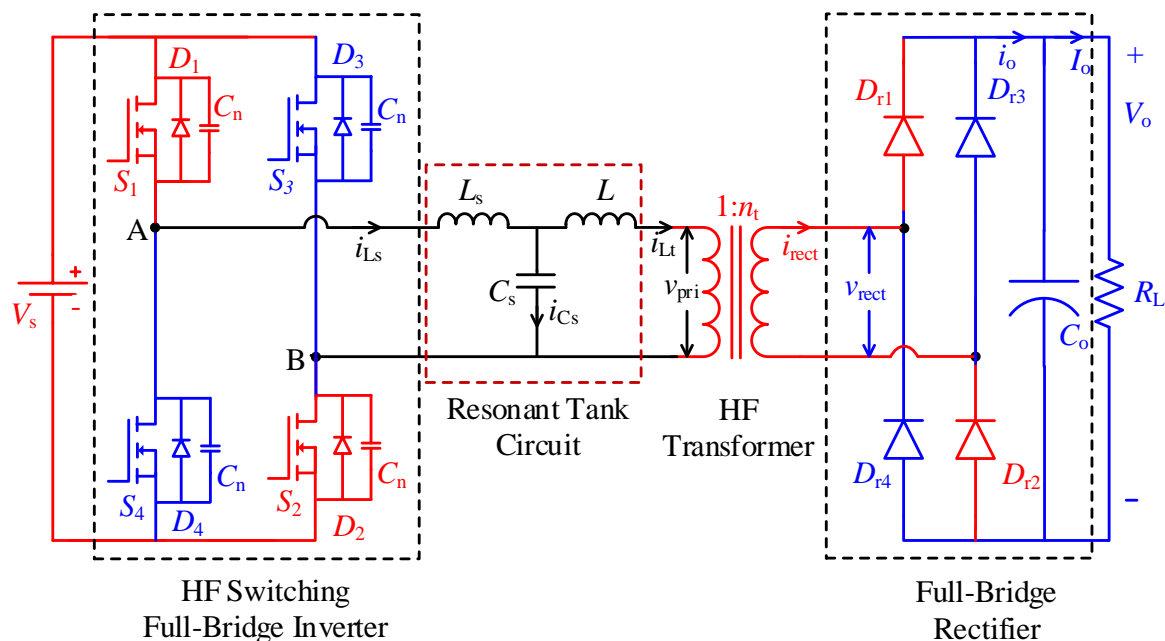 D1
D3
Cn
Cn
S1
S3
A
iLs
Ls
L
iLt
1:nt
irect
vpri
vrect
Cs
iCs
Vs
+
-
B
Dr1
Dr3
io
Io
+
Vo
RL
Co
-
Dr4
Dr2
Cn
Cn
S4
D4
S2
D2
Resonant Tank
Circuit
HF
Transformer
HF Switching
Full-Bridge Inverter
Full-Bridge
Rectifier